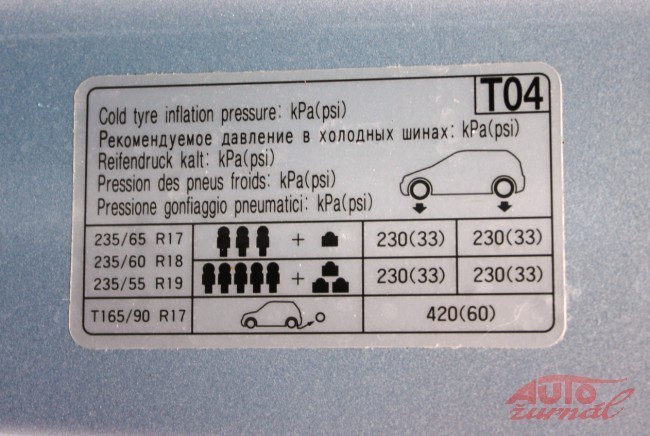 T04
Cold tyre inflation pressure: kPa(psi)
Рекомендуемое давление в холодных шинах: kPa(psi)
Reifendruck kalt: kPa(psi)
Pression des pneus froids: kPa(psi)
Pressione gonfiaggio pneumatici: kPa(psi)
235/65 R17 + 230(33) 230(33)
235/60 R18
235/55 R19 + 230(33) 230(33)
T165/90 R17 420(60)
Auto
žurnál